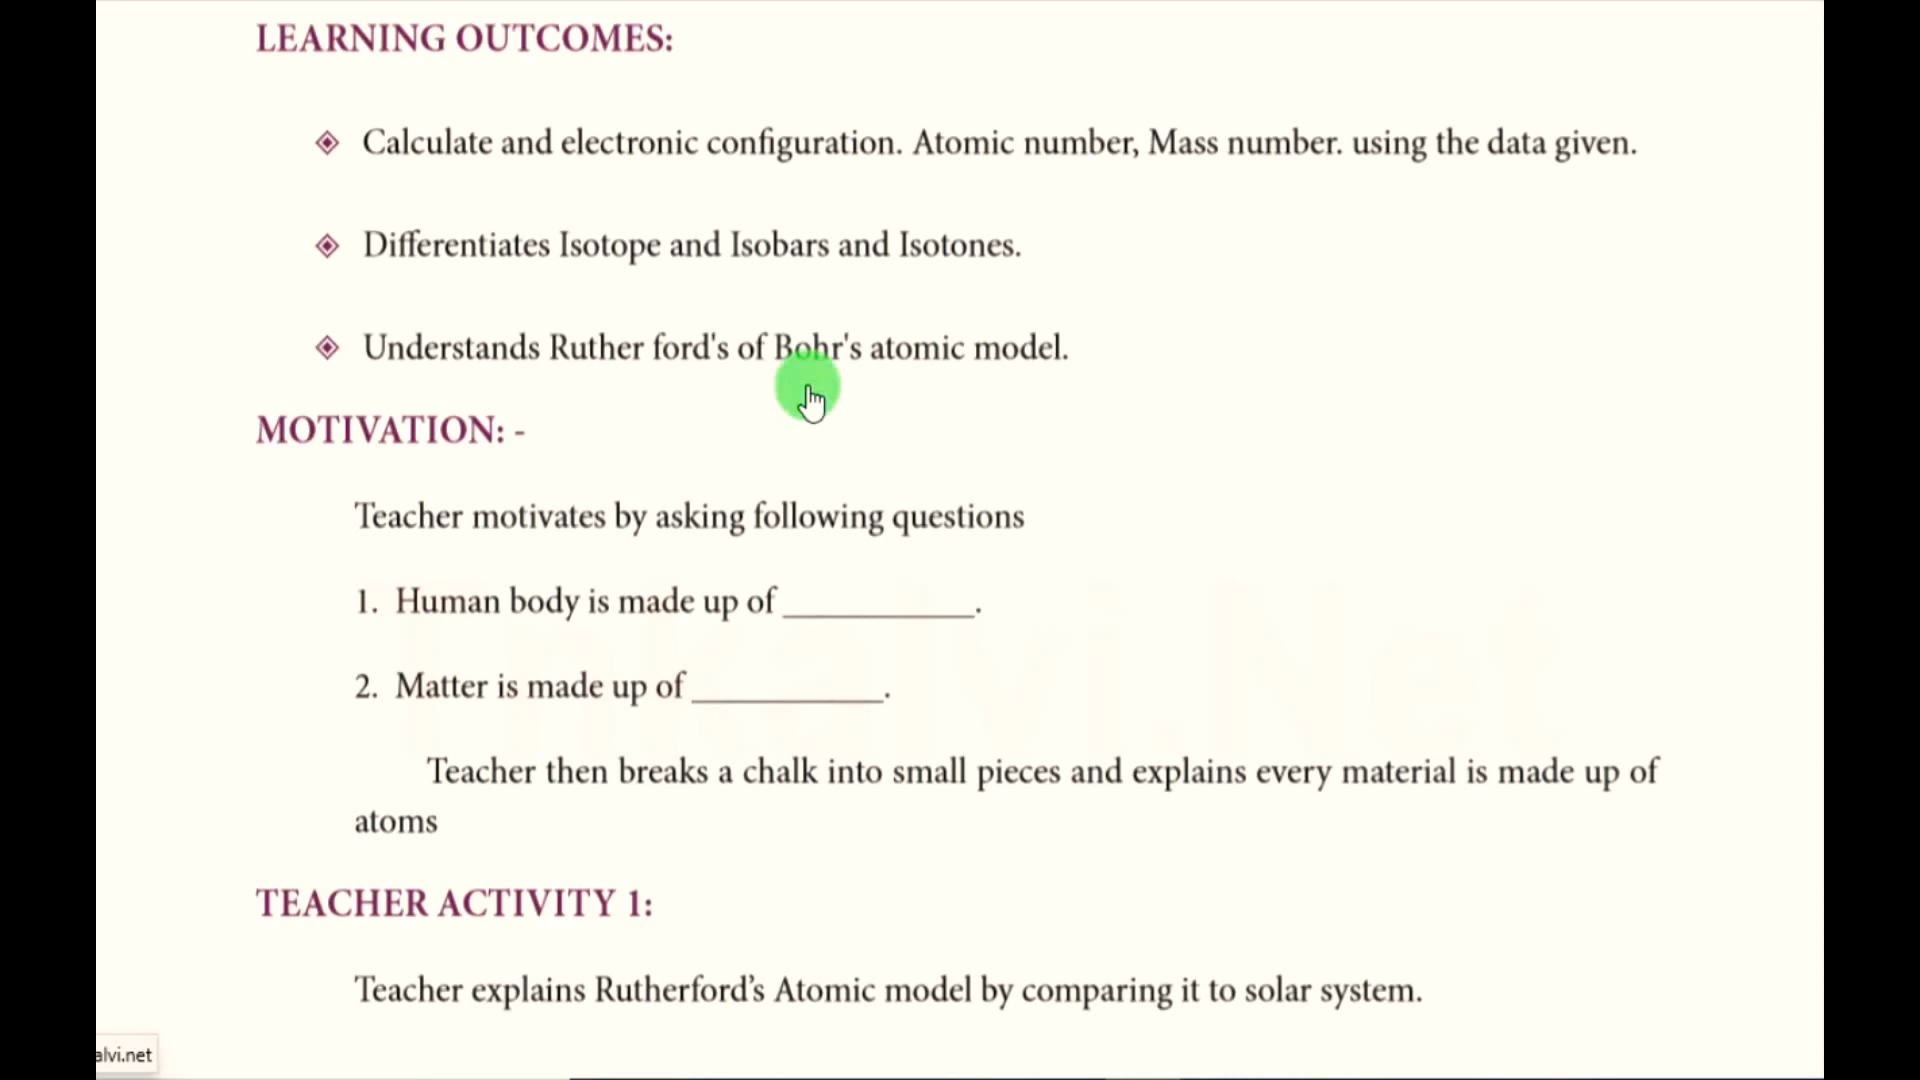 LEARNING OUTCOMES:
Calculate and electronic configuration. Atomic number, Mass number. using the data given.
Differentiates Isotope and Isobars and Isotones.
Understands Ruther ford's of Bohr's atomic model.
MOTIVATION: -
Teacher motivates by asking following questions
1. Human body is made up of ____________.
2. Matter is made up of ____________.
Teacher then breaks a chalk into small pieces and explains every material is made up of
atoms
TEACHER ACTIVITY 1:
Teacher explains Rutherford’s Atomic model by comparing it to solar system.
alvi.net
Tnkalvi.Net